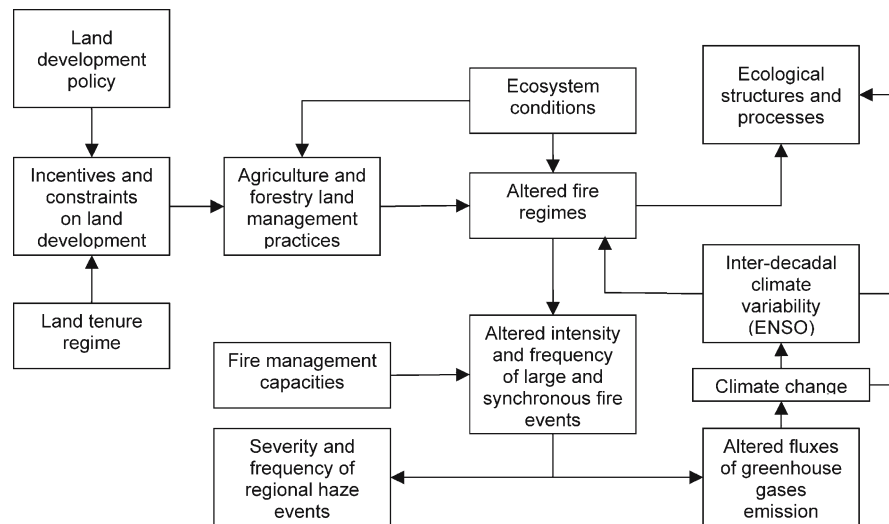 Land
development
policy
Ecosystem
conditions
Ecological
structures and
processes
Incentives and
constraints
on land
development
Agriculture and
forestry land
management
practices
Altered fire
regimes
Inter-decadal
climate
variability
(ENSO)
Land tenure
regime
Fire management
capacities
Altered intensity
and frequency
of large and
synchronous fire
events
Climate change
Severity and
frequency of
regional haze
events
Altered fluxes
of greenhouse
gases
emission